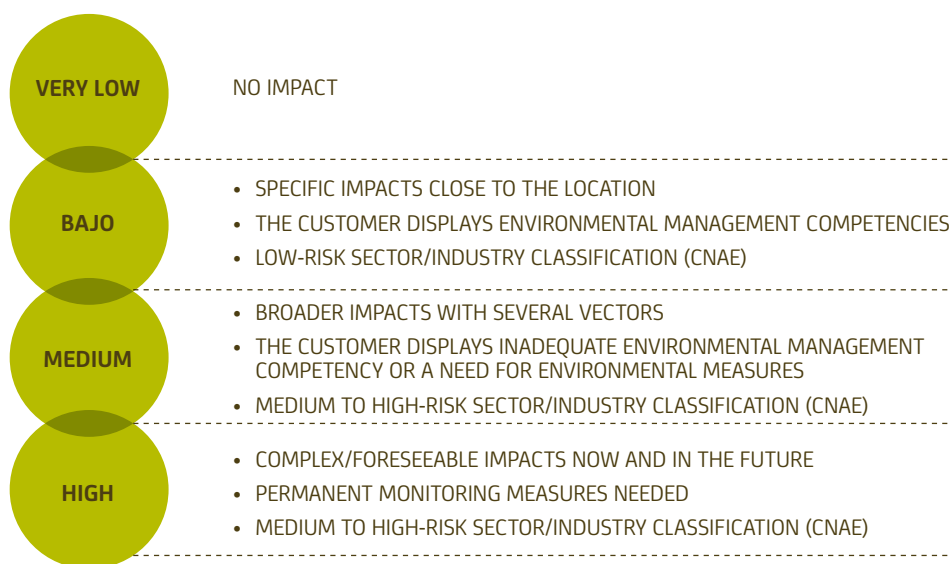 VERY LOW
NO IMPACT
BAJO
• SPECIFIC IMPACTS CLOSE TO THE LOCATION
• THE CUSTOMER DISPLAYS ENVIRONMENTAL MANAGEMENT COMPETENCIES
• LOW-RISK SECTOR/INDUSTRY CLASSIFICATION (CNAE)
MEDIUM
• BROADER IMPACTS WITH SEVERAL VECTORS
• THE CUSTOMER DISPLAYS INADEQUATE ENVIRONMENTAL MANAGEMENT
COMPETENCY OR A NEED FOR ENVIRONMENTAL MEASURES
• MEDIUM TO HIGH-RISK SECTOR/INDUSTRY CLASSIFICATION (CNAE)
HIGH
• COMPLEX/FORESEEABLE IMPACTS NOW AND IN THE FUTURE
• PERMANENT MONITORING MEASURES NEEDED
• MEDIUM TO HIGH-RISK SECTOR/INDUSTRY CLASSIFICATION (CNAE)